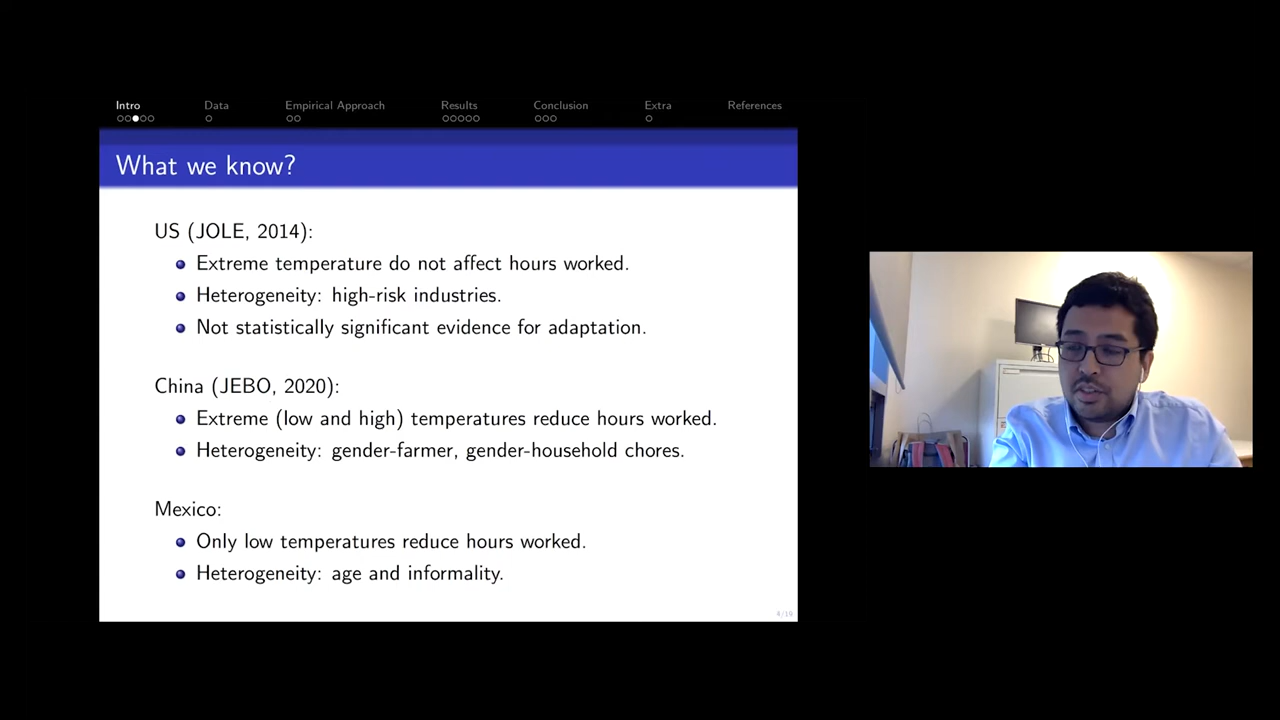 Intro Data Empirical Approach Results Conclusion Extra References
What we know?
US (JOLE, 2014):
Extreme temperature do not affect hours worked.
Heterogeneity: high-risk industries.
Not statistically significant evidence for adaptation.
China (JEBO, 2020):
Extreme (low and high) temperatures reduce hours worked.
Heterogeneity: gender-farmer, gender-household chores.
Mexico:
Only low temperatures reduce hours worked.
Heterogeneity: age and informality.
4/19